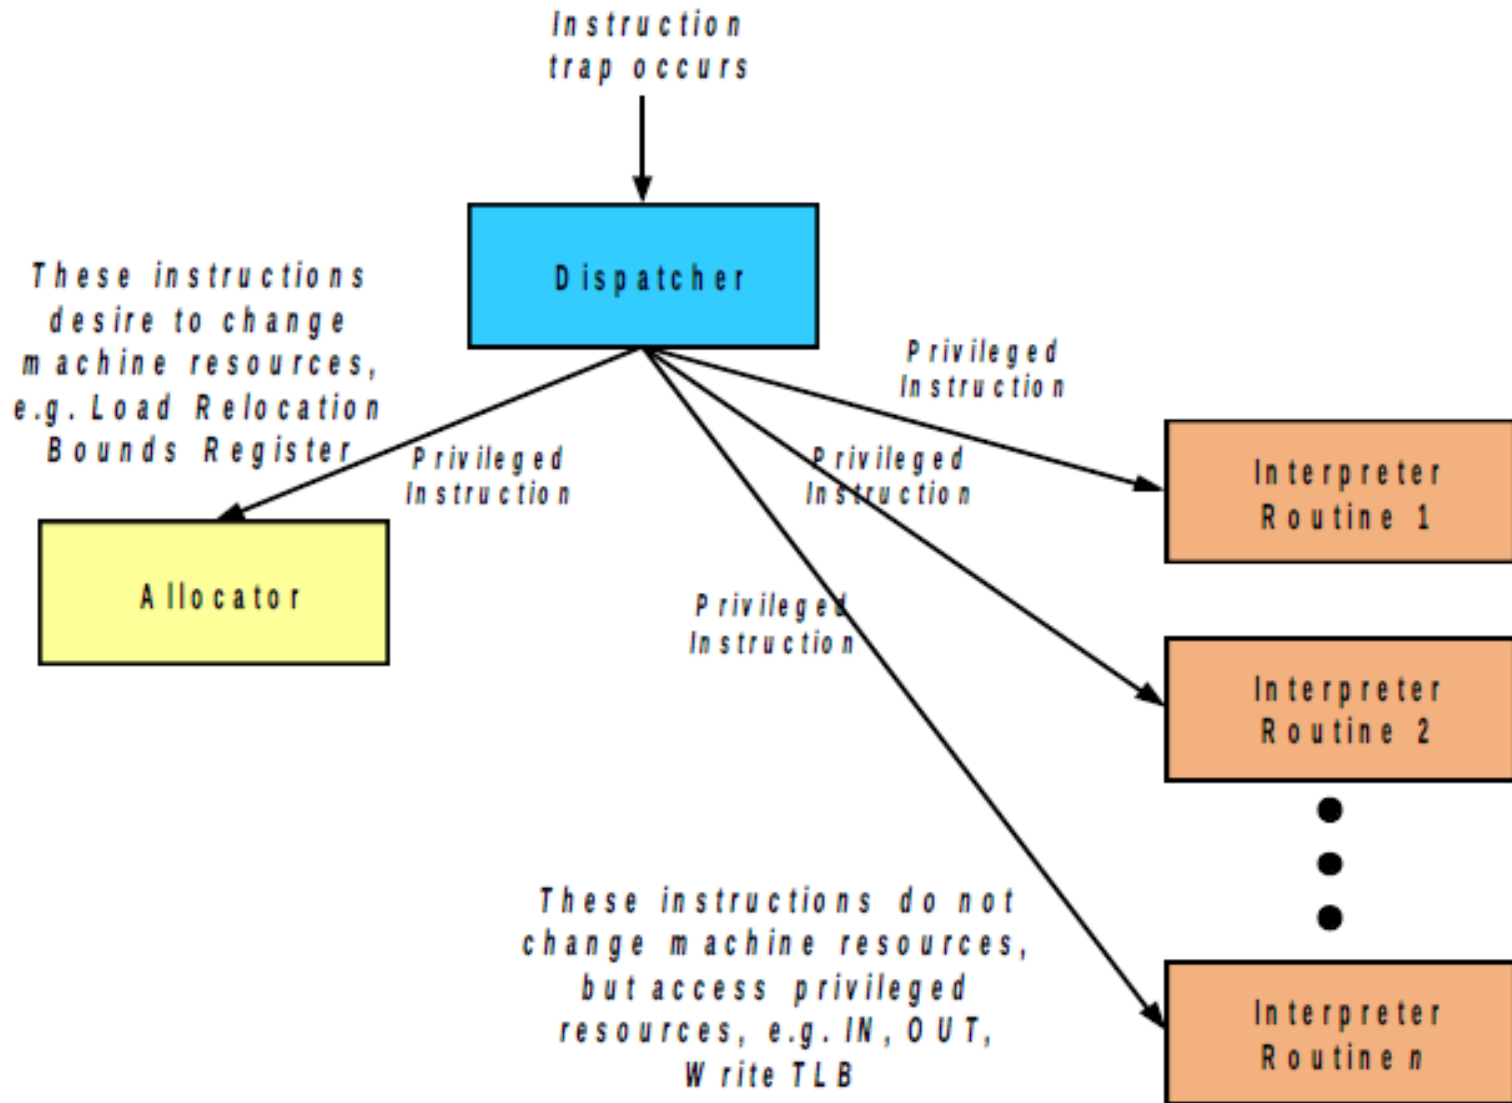 Instruction
trap occurs
Dispatcher
These instructions
desire to change
machine resources,
e.g. Load Relocation
Bounds Register
Privileged
Instruction
Privileged
Instruction
Privileged
Instruction
Privileged
Instruction
Allocator
Interpreter
Routine 1
Interpreter
Routine 2
These instructions do not
change machine resources,
but access privileged
resources, e.g. IN, OUT,
Write TLB
Interpreter
Routine n